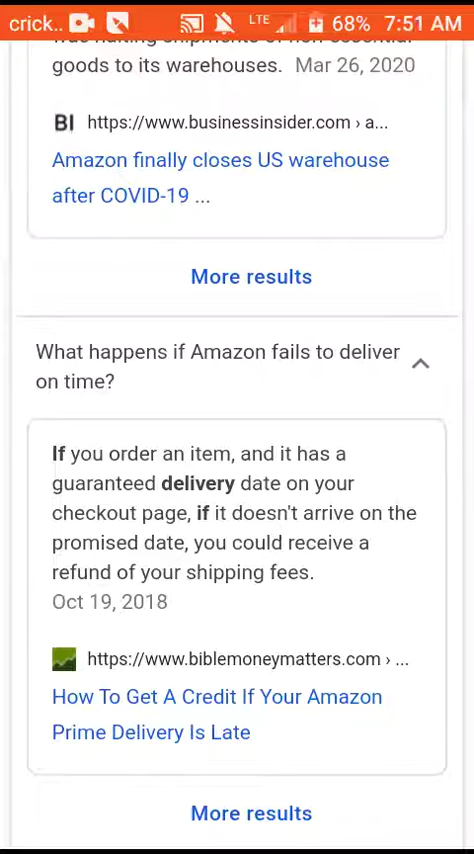 crick.. LTE 68% 7:51 AM
goods to its warehouses. Mar 26, 2020
BI https://www.businessinsider.com › a...
Amazon finally closes US warehouse
after COVID-19 ...
More results
What happens if Amazon fails to deliver
on time?
If you order an item, and it has a
guaranteed delivery date on your
checkout page, if it doesn't arrive on the
promised date, you could receive a
refund of your shipping fees.
Oct 19, 2018
https://www.biblemoneymatters.com › ...
How To Get A Credit If Your Amazon
Prime Delivery Is Late
More results